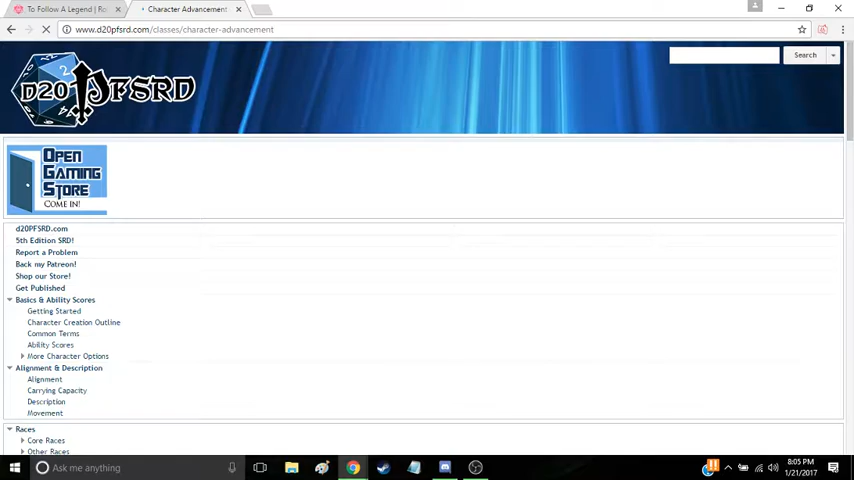 To Follow A Legend | Ro
Character Advancement
www.d20pfsrd.com/classes/character-advancement
Search
D20 PFSRD
OPEN
GAMING
STORE
COME IN!
d20PFSRD.com
5th Edition SRD!
Report a Problem
Back my Patreon!
Shop our Store!
Get Published
Basics & Ability Scores
Getting Started
Character Creation Outline
Common Terms
Ability Scores
More Character Options
Alignment & Description
Alignment
Carrying Capacity
Description
Movement
Races
Core Races
Other Races
Ask me anything
8:05 PM
1/21/2017